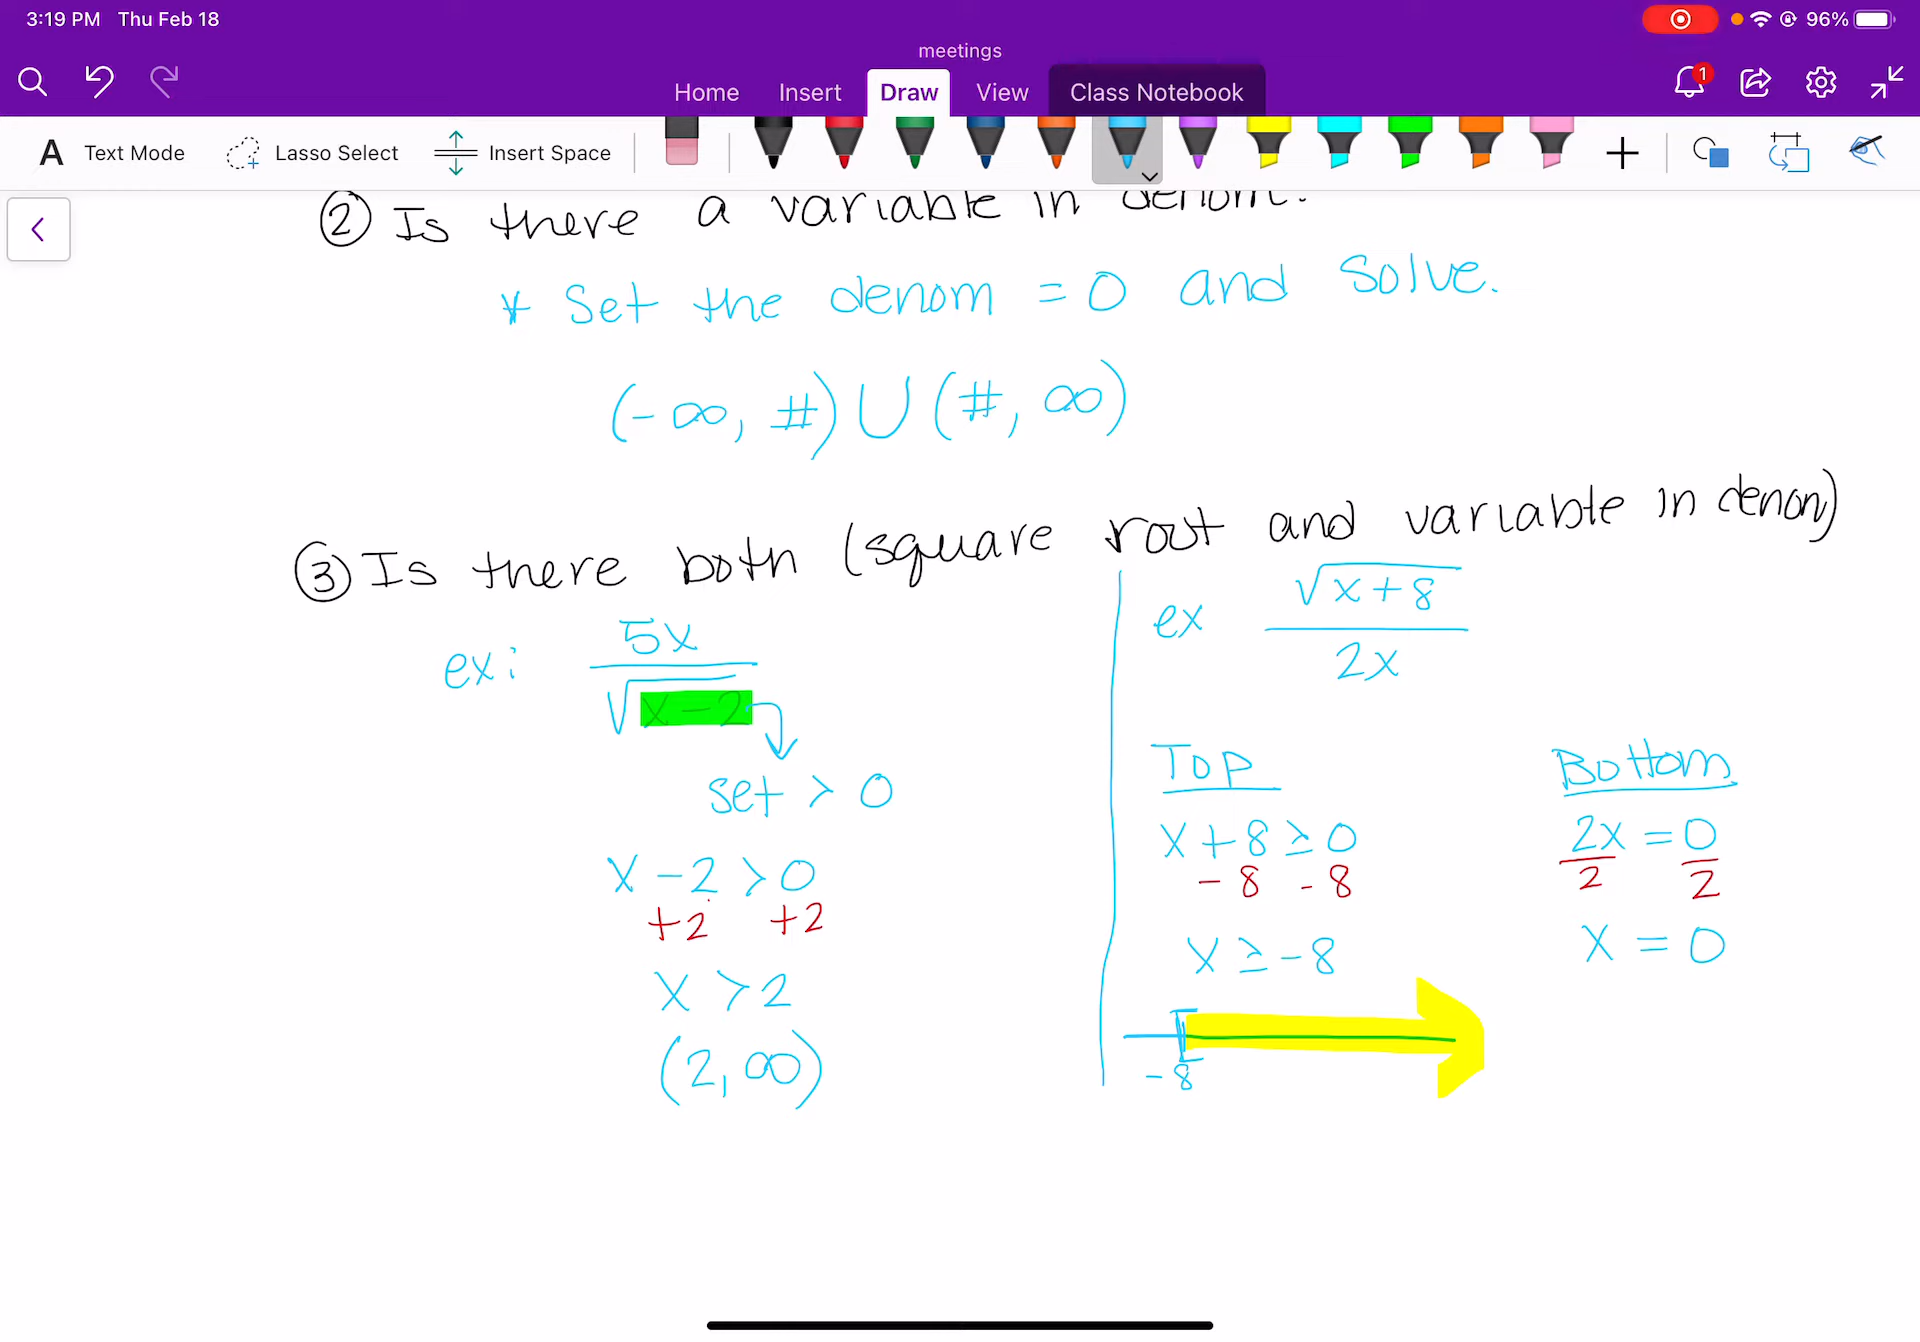 3:19 PM Thu Feb 18
96%
meetings
Home Insert Draw View Class Notebook
1
A Text Mode Lasso Select Insert Space
② Is there a variable in denom.
* Set the denom = 0 and solve.
(-∞, #) ∪ (#, ∞)
③ Is there both (square root and variable in denom)
ex: 5x
√x-2
set > 0
x - 2 > 0
+2 +2
x > 2
(2, ∞)
ex √x+8
2x
Top
x + 8 ≥ 0
- 8 - 8
x ≥ -8
-8
Bottom
2x = 0
2 2
x = 0